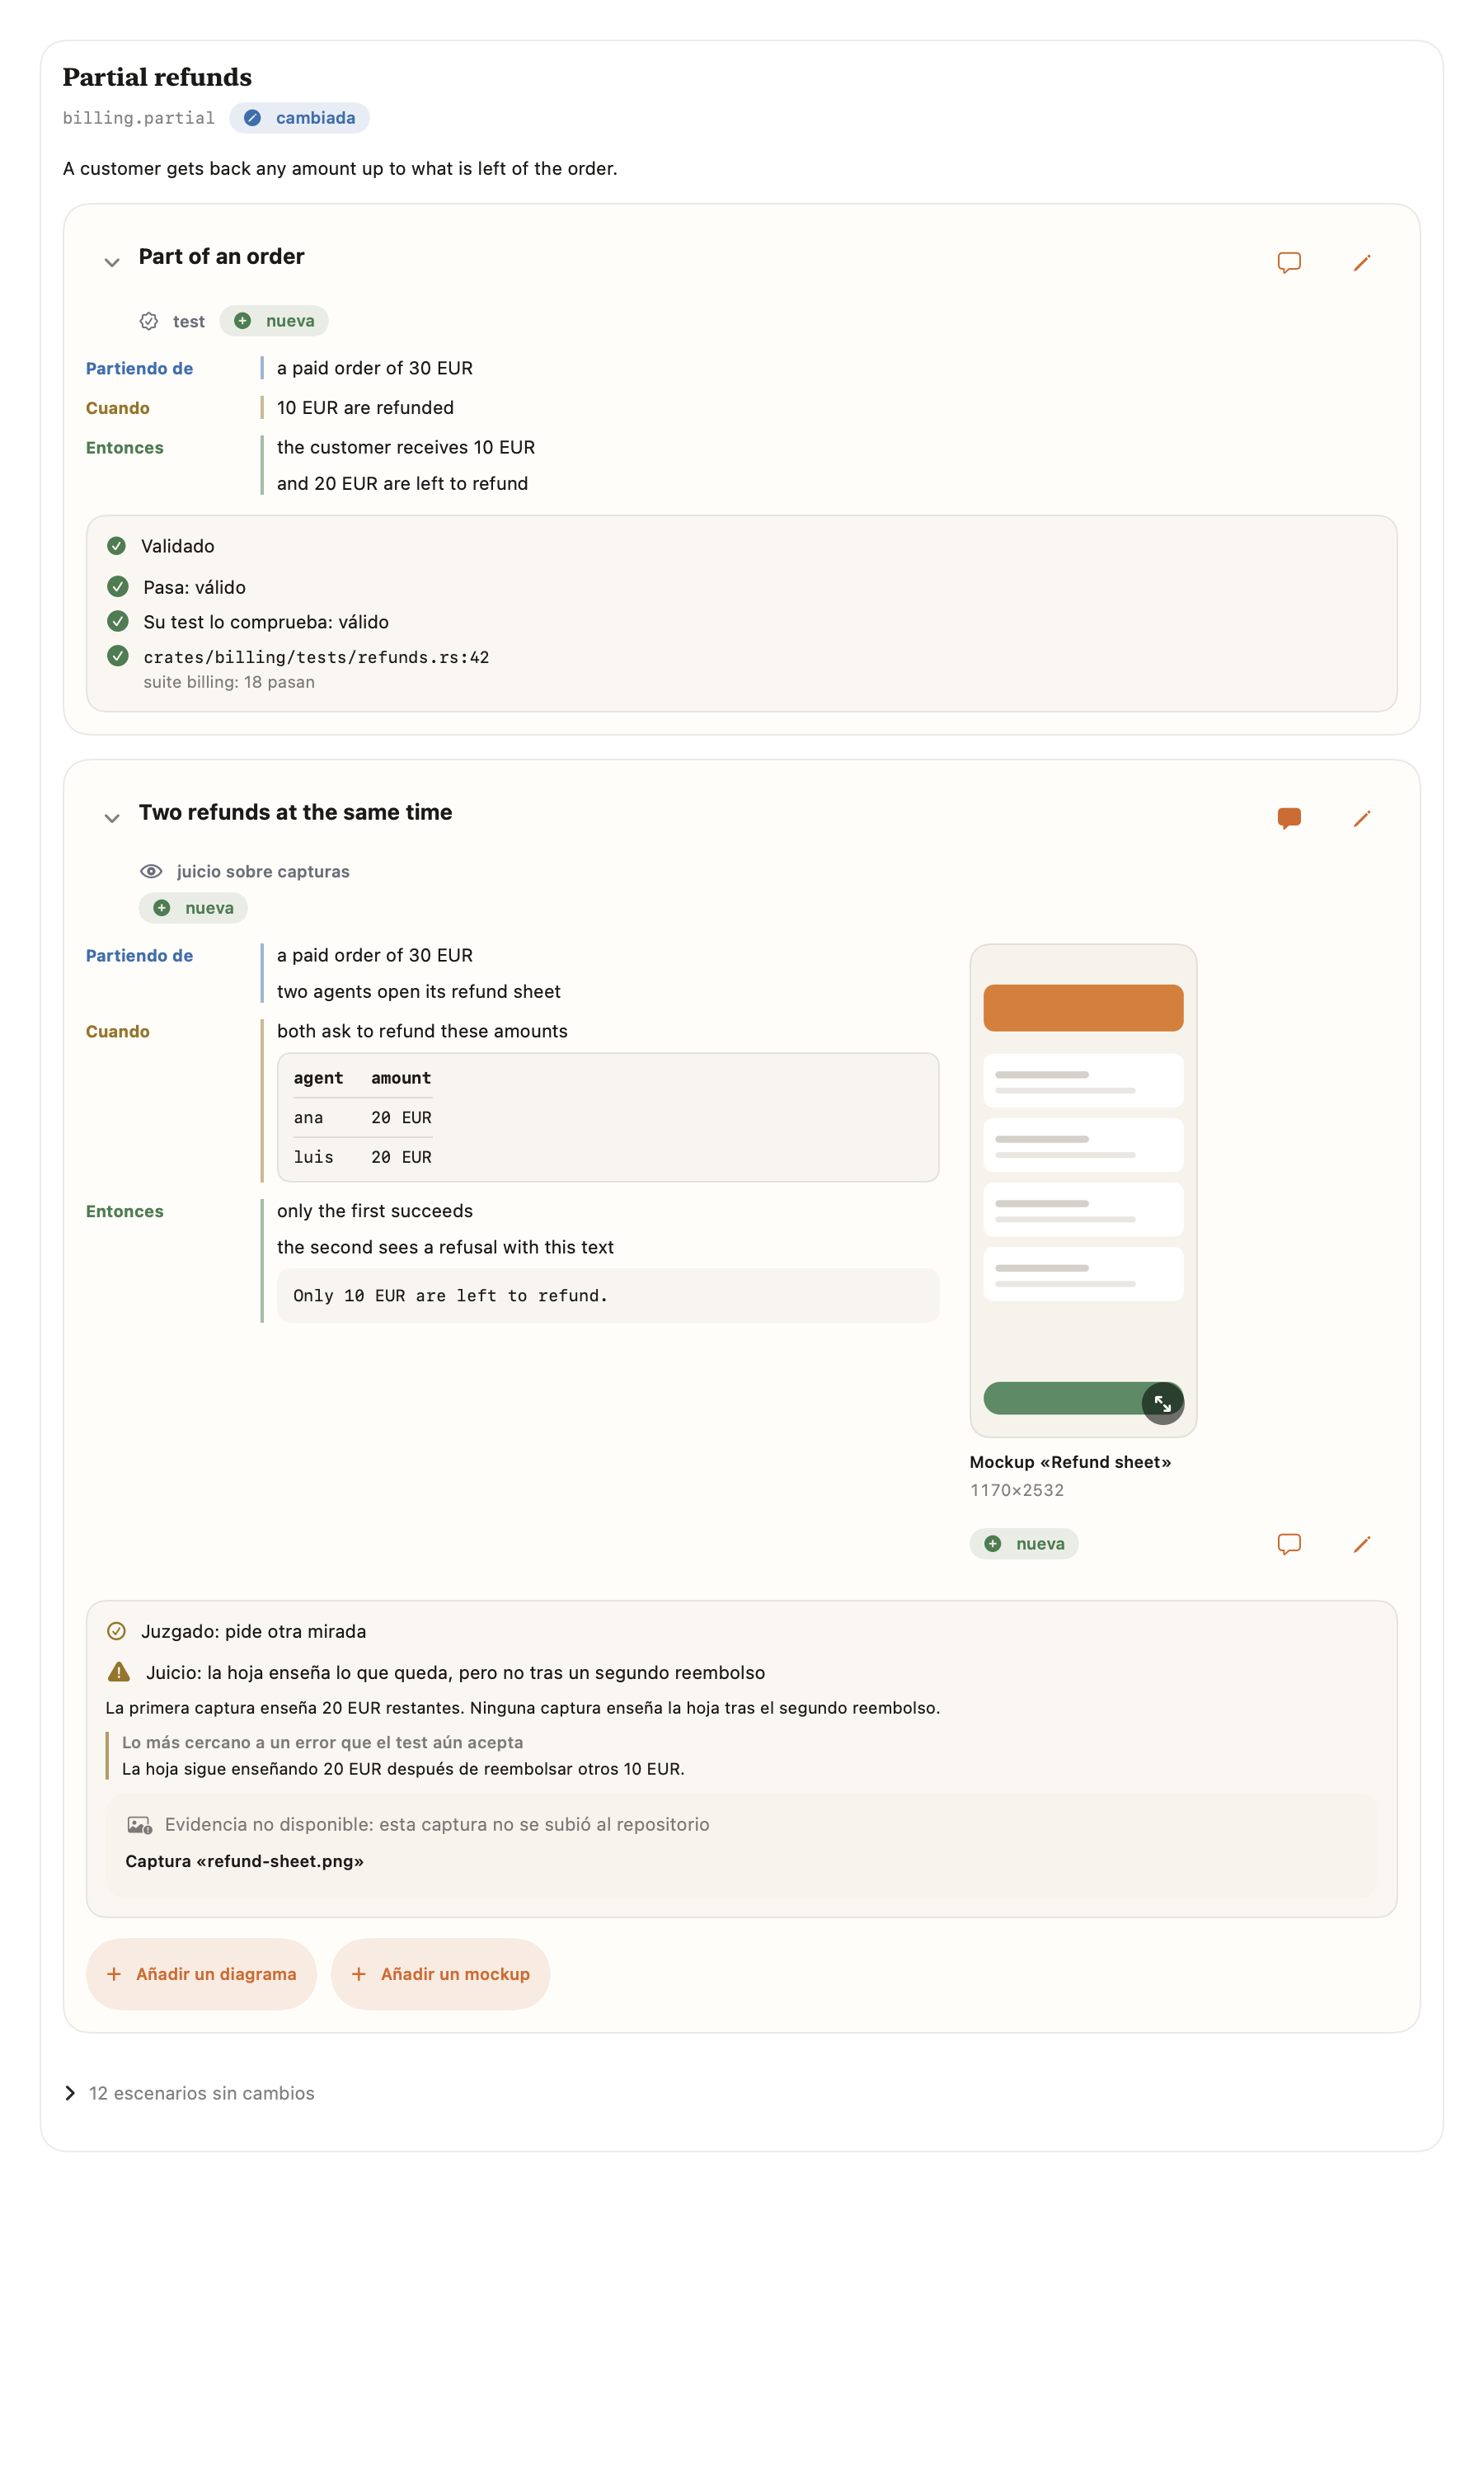 Partial refunds
billing.partial cambiada
A customer gets back any amount up to what is left of the order.
Part of an order
test nueva
Partiendo de a paid order of 30 EUR
Cuando 10 EUR are refunded
Entonces the customer receives 10 EUR
and 20 EUR are left to refund
Validado
Pasa: válido
Su test lo comprueba: válido
crates/billing/tests/refunds.rs:42
suite billing: 18 pasan
Two refunds at the same time
juicio sobre capturas
nueva
Partiendo de a paid order of 30 EUR
two agents open its refund sheet
Cuando both ask to refund these amounts
agent amount
ana 20 EUR
luis 20 EUR
Entonces only the first succeeds
the second sees a refusal with this text
Only 10 EUR are left to refund.
Mockup «Refund sheet»
1170×2532
nueva
Juzgado: pide otra mirada
Juicio: la hoja enseña lo que queda, pero no tras un segundo reembolso
La primera captura enseña 20 EUR restantes. Ninguna captura enseña la hoja tras el segundo reembolso.
Lo más cercano a un error que el test aún acepta
La hoja sigue enseñando 20 EUR después de reembolsar otros 10 EUR.
Evidencia no disponible: esta captura no se subió al repositorio
Captura «refund-sheet.png»
+ Añadir un diagrama + Añadir un mockup
12 escenarios sin cambios